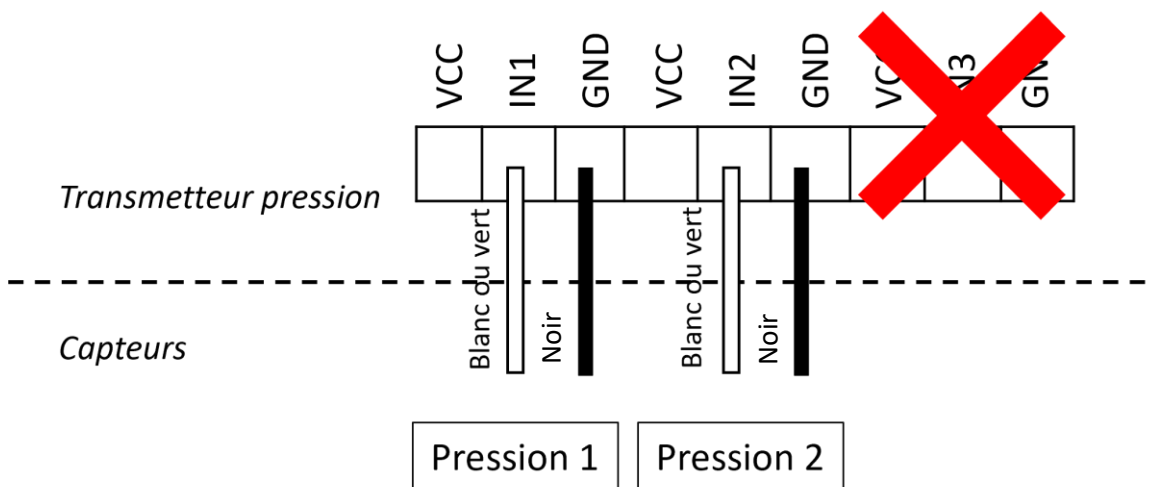 VCC IN1 GND VCC IN2 GND
Transmetteur pression
Blanc ou vert Noir Blanc ou vert Noir
Capteurs
Pression 1 Pression 2